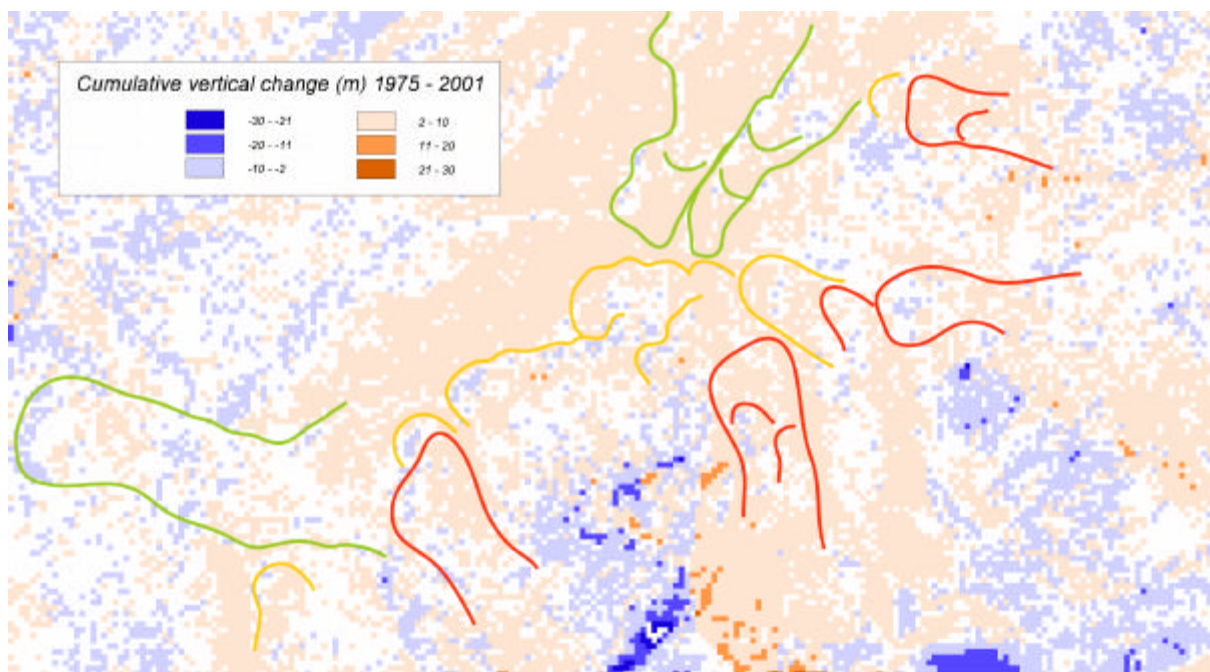 Cumulative vertical change (m) 1975 - 2001
-30 - -21 2 - 10
-20 - -11 11 - 20
-10 - -2 21 - 30